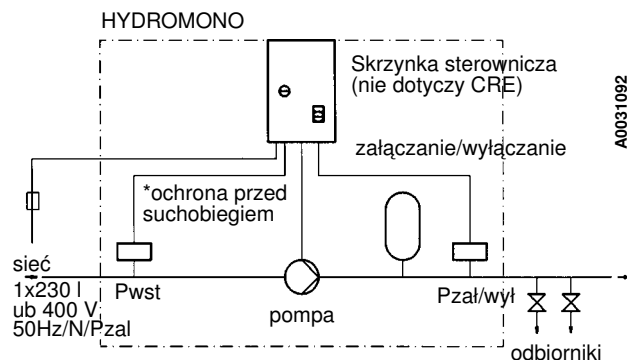 HYDROMONO
Skrzynka sterownicza
(nie dotyczy CRE)
A0031092
załączanie/wyłączanie
*ochrona przed
suchobiegiem
sieć
1x230 l
ub 400 V
50Hz/N/Pzal
Pwst
pompa
Pzał/wył
odbiorniki